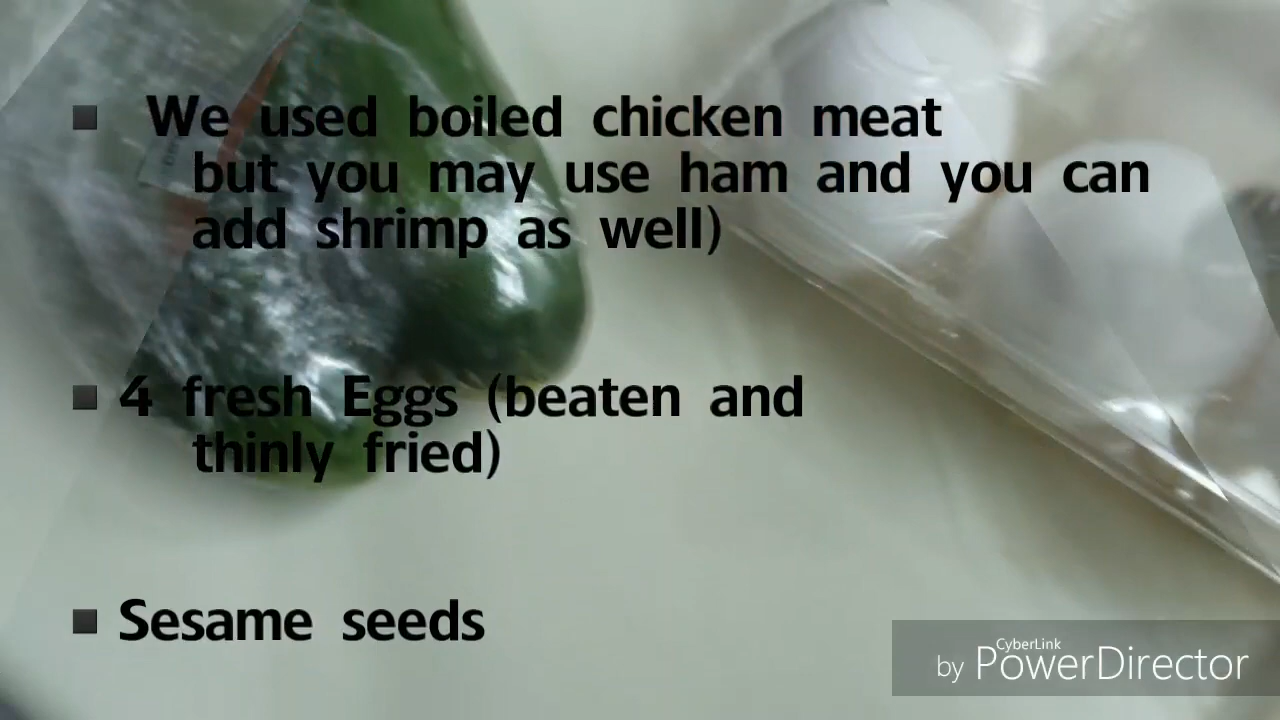 ▪ We used boiled chicken meat
but you may use ham and you can
add shrimp as well)
▪ 4 fresh Eggs (beaten and
thinly fried)
▪ Sesame seeds
CyberLink
by PowerDirector